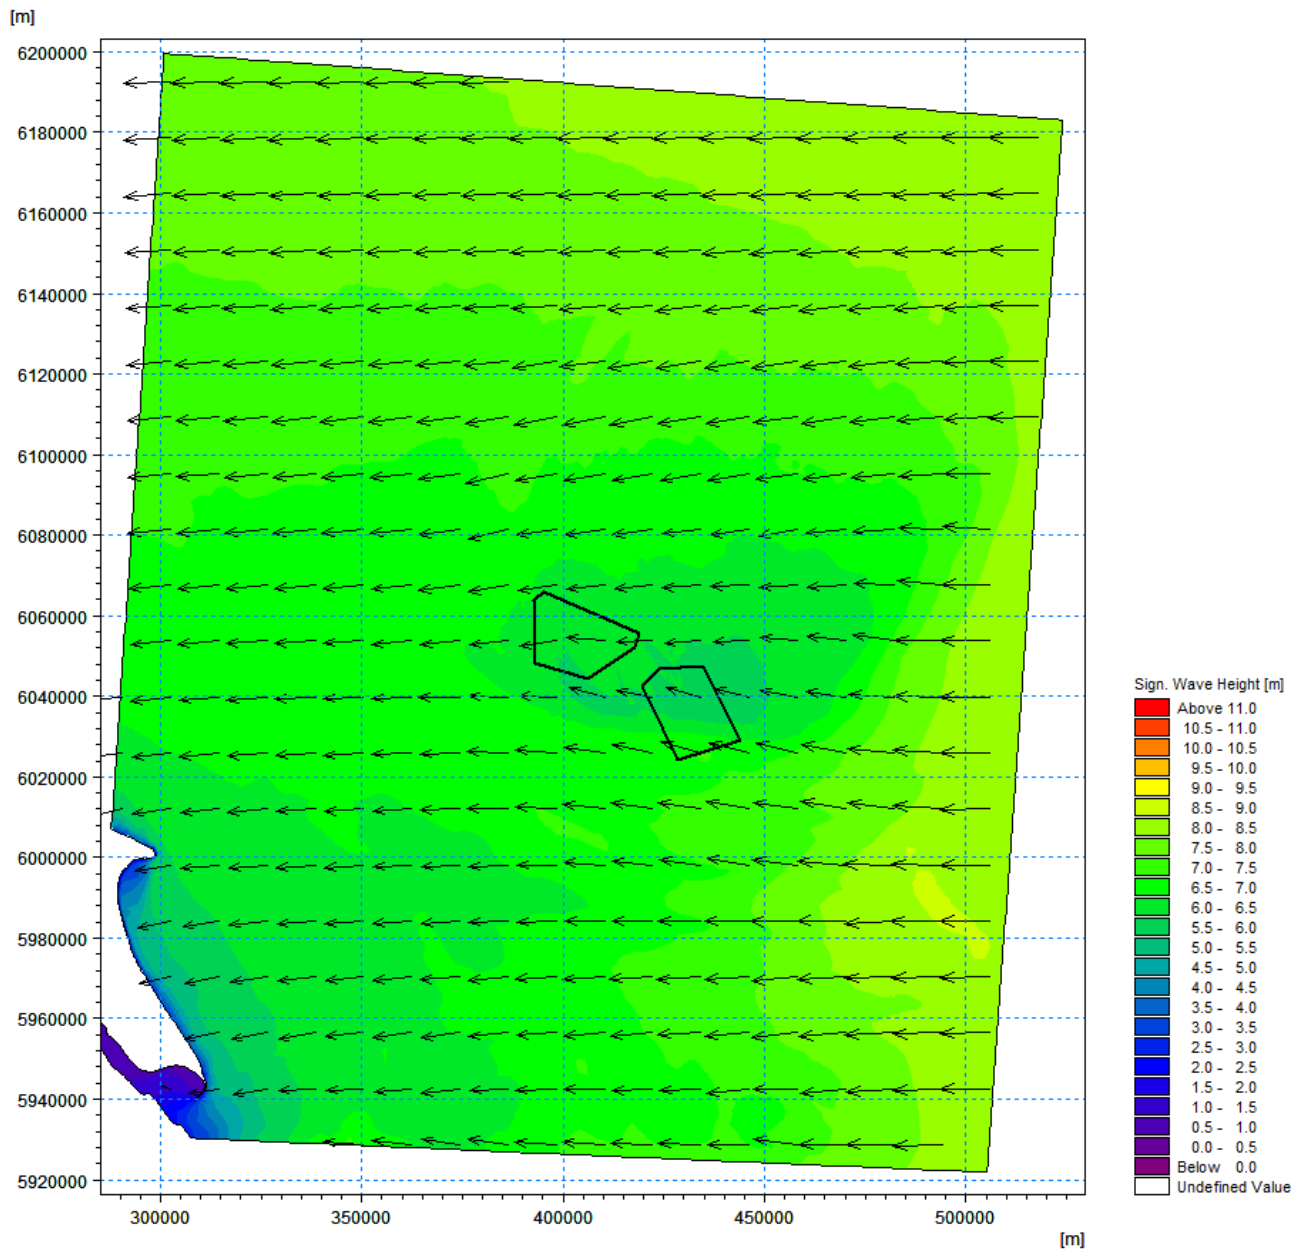 [m]
6200000
6180000
6160000
6140000
6120000
6100000
6080000
6060000
6040000
6020000
6000000
5980000
5960000
5940000
5920000
300000 350000 400000 450000 500000
[m]
Sign. Wave Height [m]
Above 11.0
10.5 - 11.0
10.0 - 10.5
9.5 - 10.0
9.0 - 9.5
8.5 - 9.0
8.0 - 8.5
7.5 - 8.0
7.0 - 7.5
6.5 - 7.0
6.0 - 6.5
5.5 - 6.0
5.0 - 5.5
4.5 - 5.0
4.0 - 4.5
3.5 - 4.0
3.0 - 3.5
2.5 - 3.0
2.0 - 2.5
1.5 - 2.0
1.0 - 1.5
0.5 - 1.0
0.0 - 0.5
Below 0.0
Undefined Value